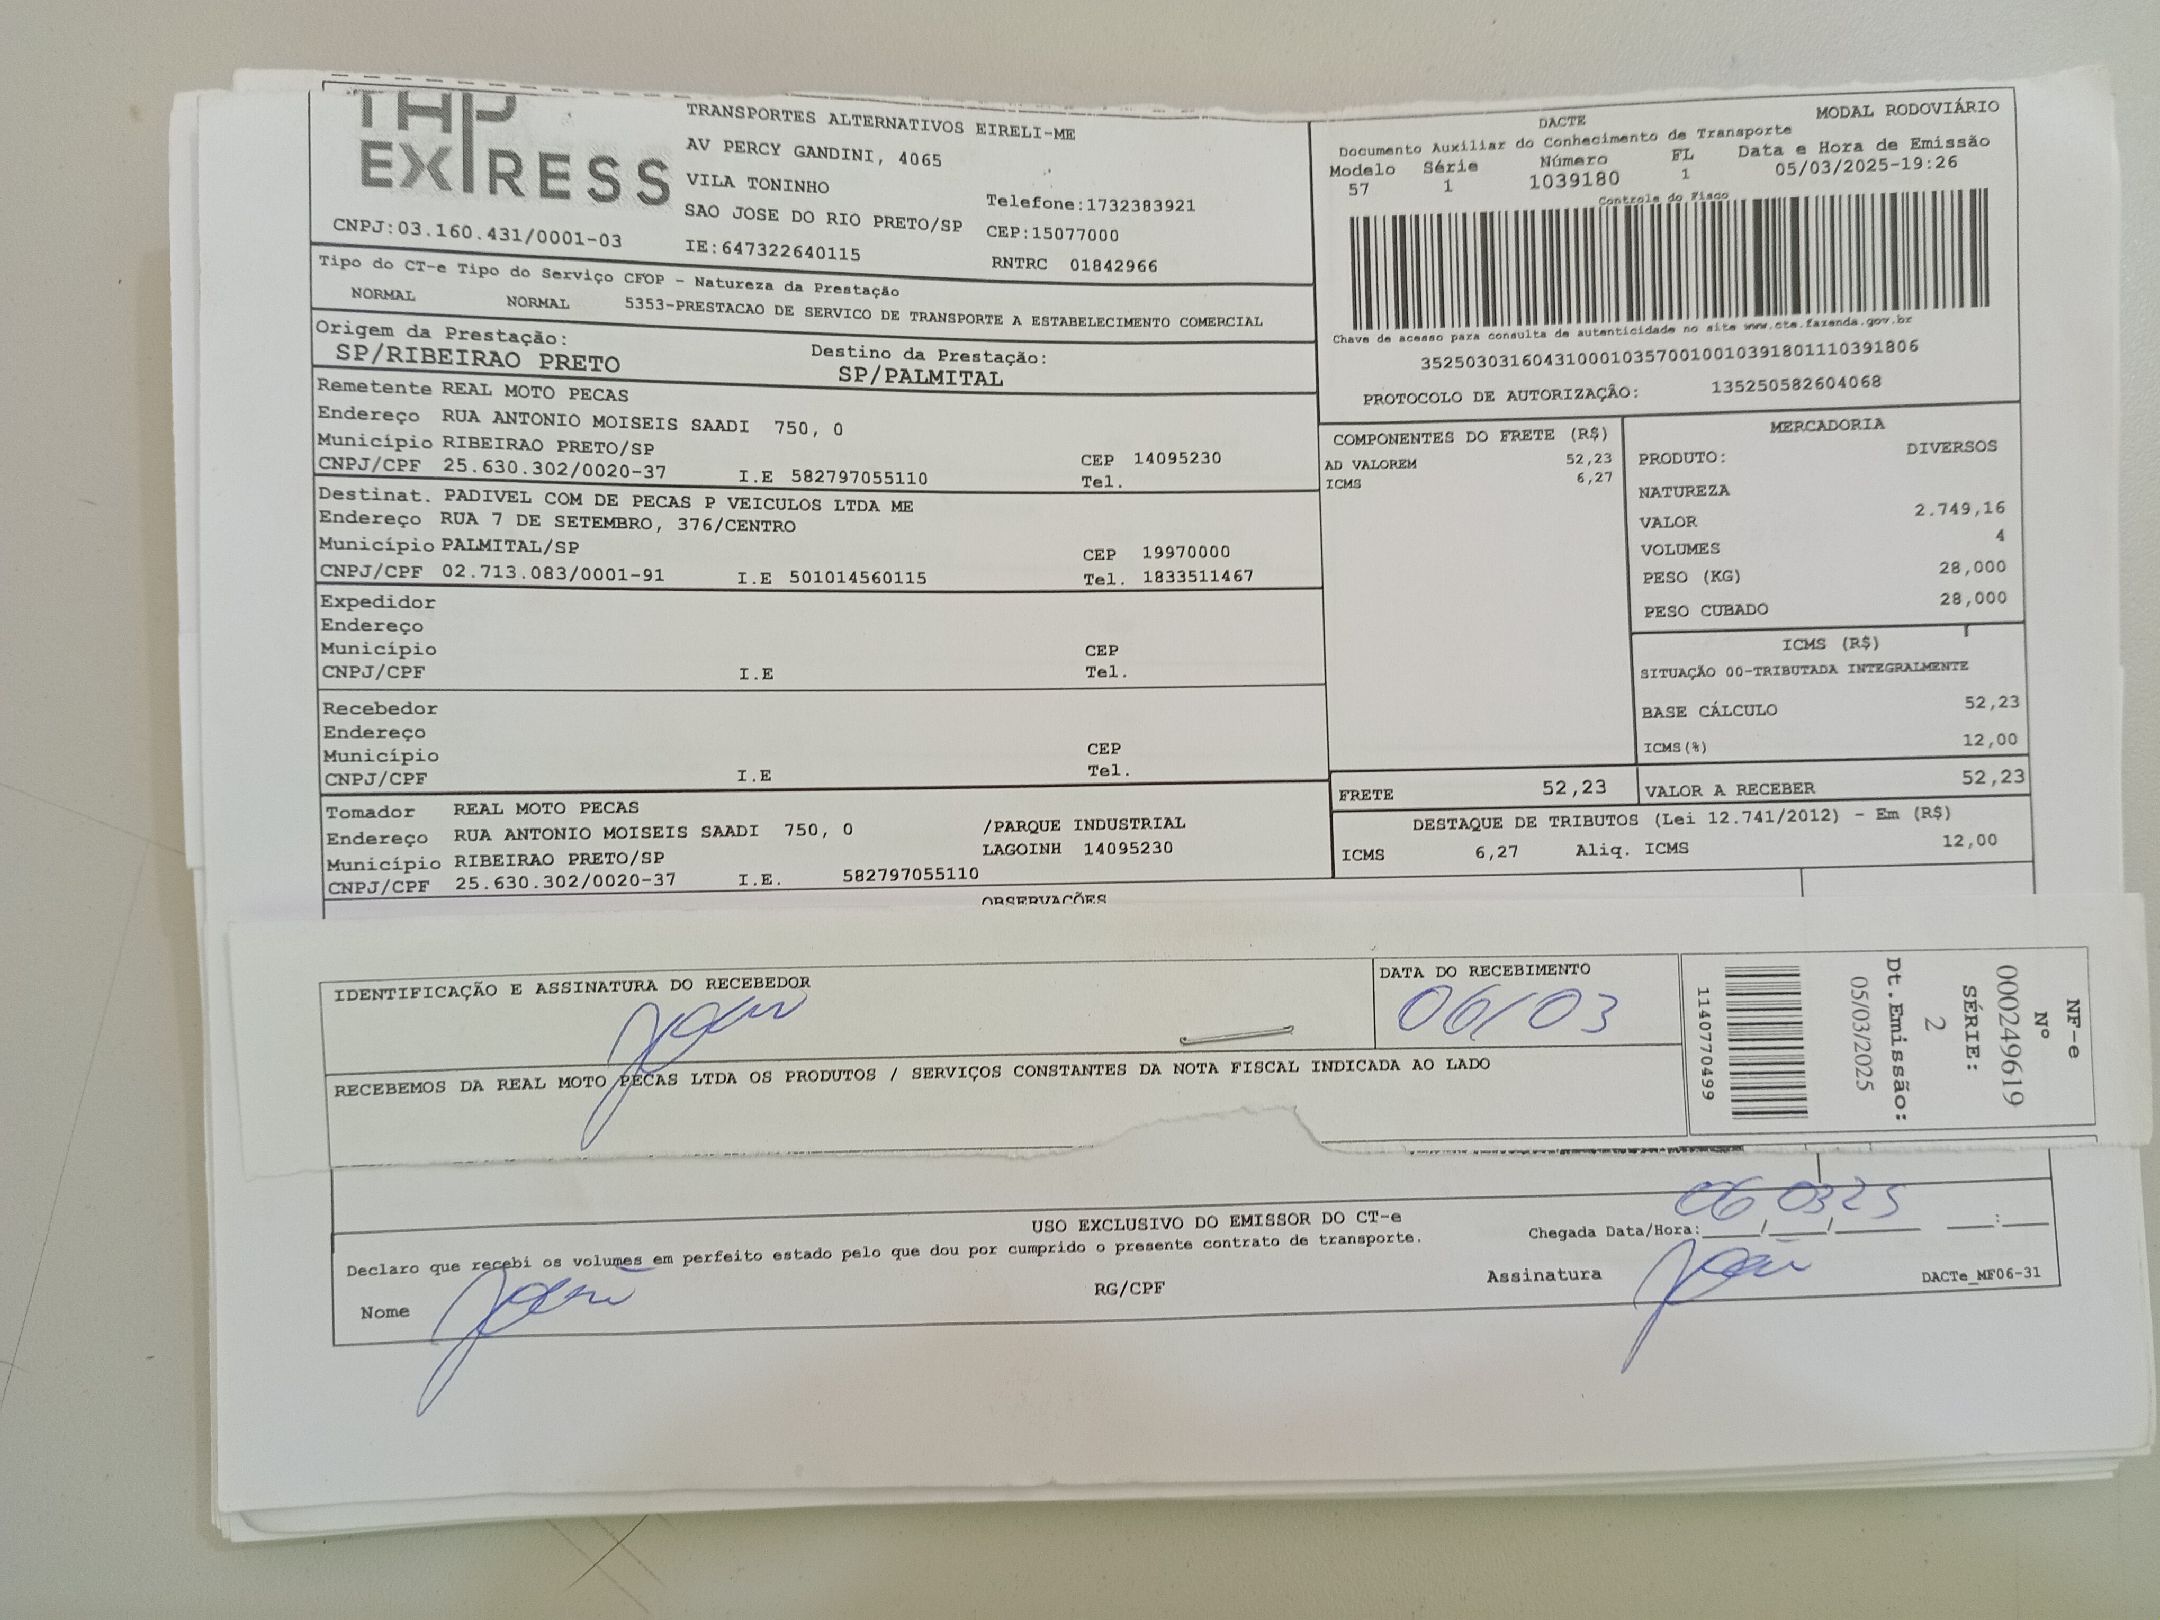 THP
EXPRESS
TRANSPORTES ALTERNATIVOS EIRELI-ME
AV PERCY GANDINI, 4065
VILA TONINHO
SAO JOSE DO RIO PRETO/SP
Telefone:1732383921
CEP:15077000
CNPJ:03.160.431/0001-03
IE:647322640115
RNTRC 01842966
DACTE
MODAL RODOVIÁRIO
Documento Auxiliar do Conhecimento de Transporte
Modelo Série Número FL Data e Hora de Emissão
57 1 1039180 1 05/03/2025-19:26
Controle do Fisco
Chave de acesso para consulta de autenticidade no site www.cte.fazenda.gov.br
35250303160431000103570010010391801110391806
PROTOCOLO DE AUTORIZAÇÃO: 135250582604068
Tipo do CT-e Tipo do Serviço CFOP - Natureza da Prestação
NORMAL NORMAL 5353-PRESTACAO DE SERVICO DE TRANSPORTE A ESTABELECIMENTO COMERCIAL
Origem da Prestação: Destino da Prestação:
SP/RIBEIRAO PRETO SP/PALMITAL
Remetente REAL MOTO PECAS
Endereço RUA ANTONIO MOISEIS SAADI 750, 0
Município RIBEIRAO PRETO/SP CEP 14095230
CNPJ/CPF 25.630.302/0020-37 I.E 582797055110 Tel.
Destinat. PADIVEL COM DE PECAS P VEICULOS LTDA ME
Endereço RUA 7 DE SETEMBRO, 376/CENTRO
Município PALMITAL/SP CEP 19970000
CNPJ/CPF 02.713.083/0001-91 I.E 501014560115 Tel. 1833511467
Expedidor
Endereço
Município CEP
CNPJ/CPF I.E Tel.
Recebedor
Endereço
Município CEP
CNPJ/CPF I.E Tel.
Tomador REAL MOTO PECAS
Endereço RUA ANTONIO MOISEIS SAADI 750, 0 /PARQUE INDUSTRIAL
Município RIBEIRAO PRETO/SP LAGOINH 14095230
CNPJ/CPF 25.630.302/0020-37 I.E. 582797055110
COMPONENTES DO FRETE (R$)
AD VALOREM 52,23
ICMS 6,27
MERCADORIA
PRODUTO: DIVERSOS
NATUREZA
VALOR 2.749,16
VOLUMES 4
PESO (KG) 28,000
PESO CUBADO 28,000
ICMS (R$)
SITUAÇÃO 00-TRIBUTADA INTEGRALMENTE
BASE CÁLCULO 52,23
ICMS(%) 12,00
FRETE 52,23 VALOR A RECEBER 52,23
DESTAQUE DE TRIBUTOS (Lei 12.741/2012) - Em (R$)
ICMS 6,27 Aliq. ICMS 12,00
OBSERVAÇÕES
IDENTIFICAÇÃO E ASSINATURA DO RECEBEDOR
João
DATA DO RECEBIMENTO
06/03
RECEBEMOS DA REAL MOTO PECAS LTDA OS PRODUTOS / SERVIÇOS CONSTANTES DA NOTA FISCAL INDICADA AO LADO
NF-e
Nº
000249619
SÉRIE:
2
Dt.Emissão:
05/03/2025
1140770499
USO EXCLUSIVO DO EMISSOR DO CT-e
Declaro que recebi os volumes em perfeito estado pelo que dou por cumprido o presente contrato de transporte.
Chegada Data/Hora:___/___/____ ___:___
06 03 25
Nome João
RG/CPF
Assinatura João
DACTe_MF06-31